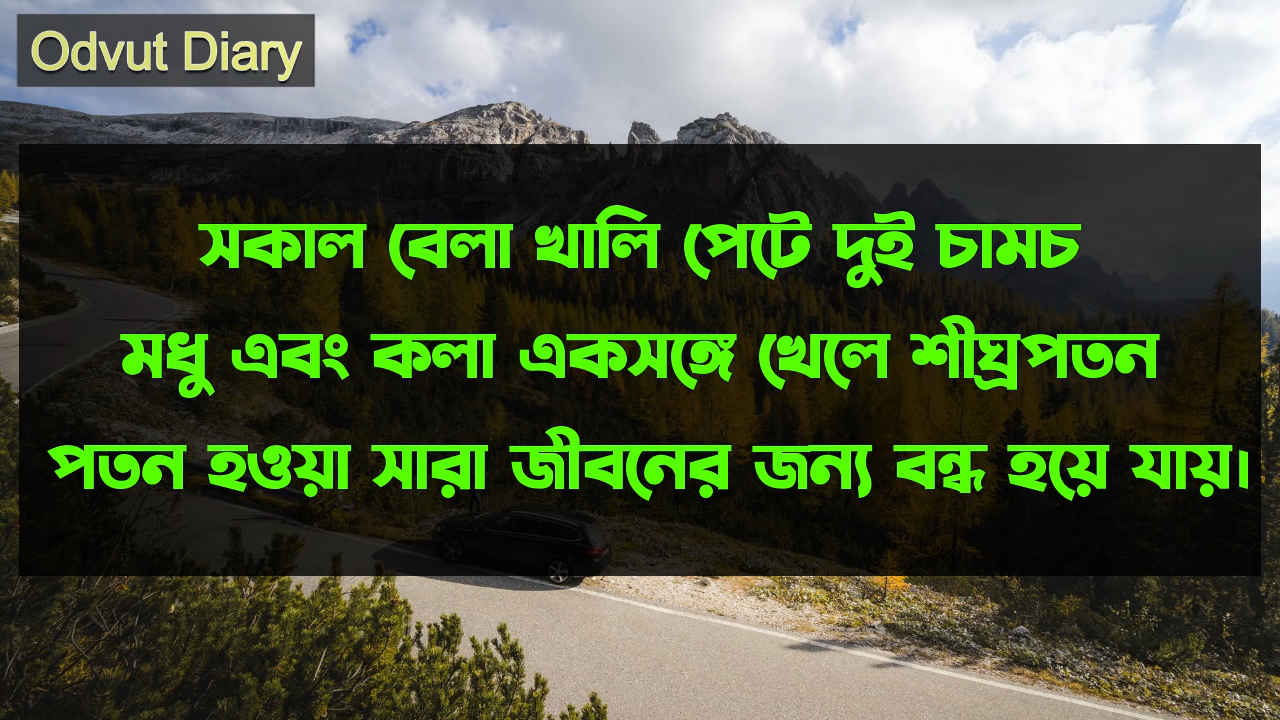 Odvut Diary
সকাল বেলা খালি পেটে দুই চামচ
মধু এবং কলা একসঙ্গে খেলে শীঘ্রপতন
পতন হওয়া সারা জীবনের জন্য বন্ধ হয়ে যায়।